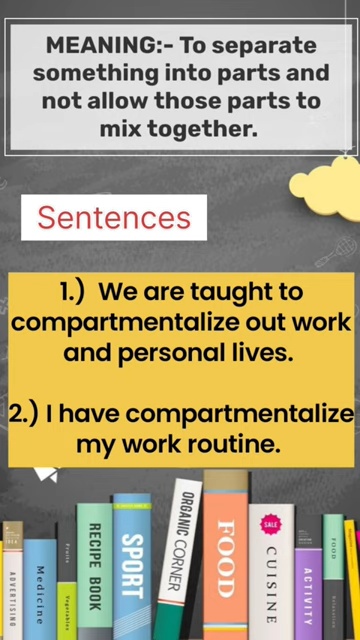 MEANING:- To separate
something into parts and
not allow those parts to
mix together.
Sentences
1.) We are taught to
compartmentalize out work
and personal lives.
2.) I have compartmentalize
my work routine.
ADVERTISING
Medicine
Fruits
Vegetables
RECIPE BOOK
SPORT
ORGANIC CORNER
FOOD
SALE
CUISINE
ACTIVITY
FOOD